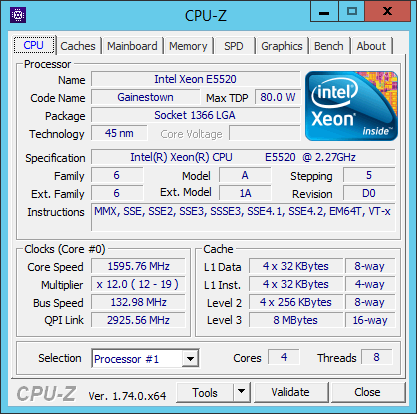 CPU-Z
CPU Caches Mainboard Memory SPD Graphics Bench About
Processor
Name Intel Xeon E5520
Code Name Gainestown Max TDP 80.0 W
Package Socket 1366 LGA
Technology 45 nm Core Voltage
intel Xeon inside™
Specification Intel(R) Xeon(R) CPU E5520 @ 2.27GHz
Family 6 Model A Stepping 5
Ext. Family 6 Ext. Model 1A Revision D0
Instructions MMX, SSE, SSE2, SSE3, SSSE3, SSE4.1, SSE4.2, EM64T, VT-x
Clocks (Core #0) Cache
Core Speed 1595.76 MHz L1 Data 4 x 32 KBytes 8-way
Multiplier x 12.0 ( 12 - 19 ) L1 Inst. 4 x 32 KBytes 4-way
Bus Speed 132.98 MHz Level 2 4 x 256 KBytes 8-way
QPI Link 2925.56 MHz Level 3 8 MBytes 16-way
Selection Processor #1 Cores 4 Threads 8
CPU-Z Ver. 1.74.0.x64 Tools Validate Close